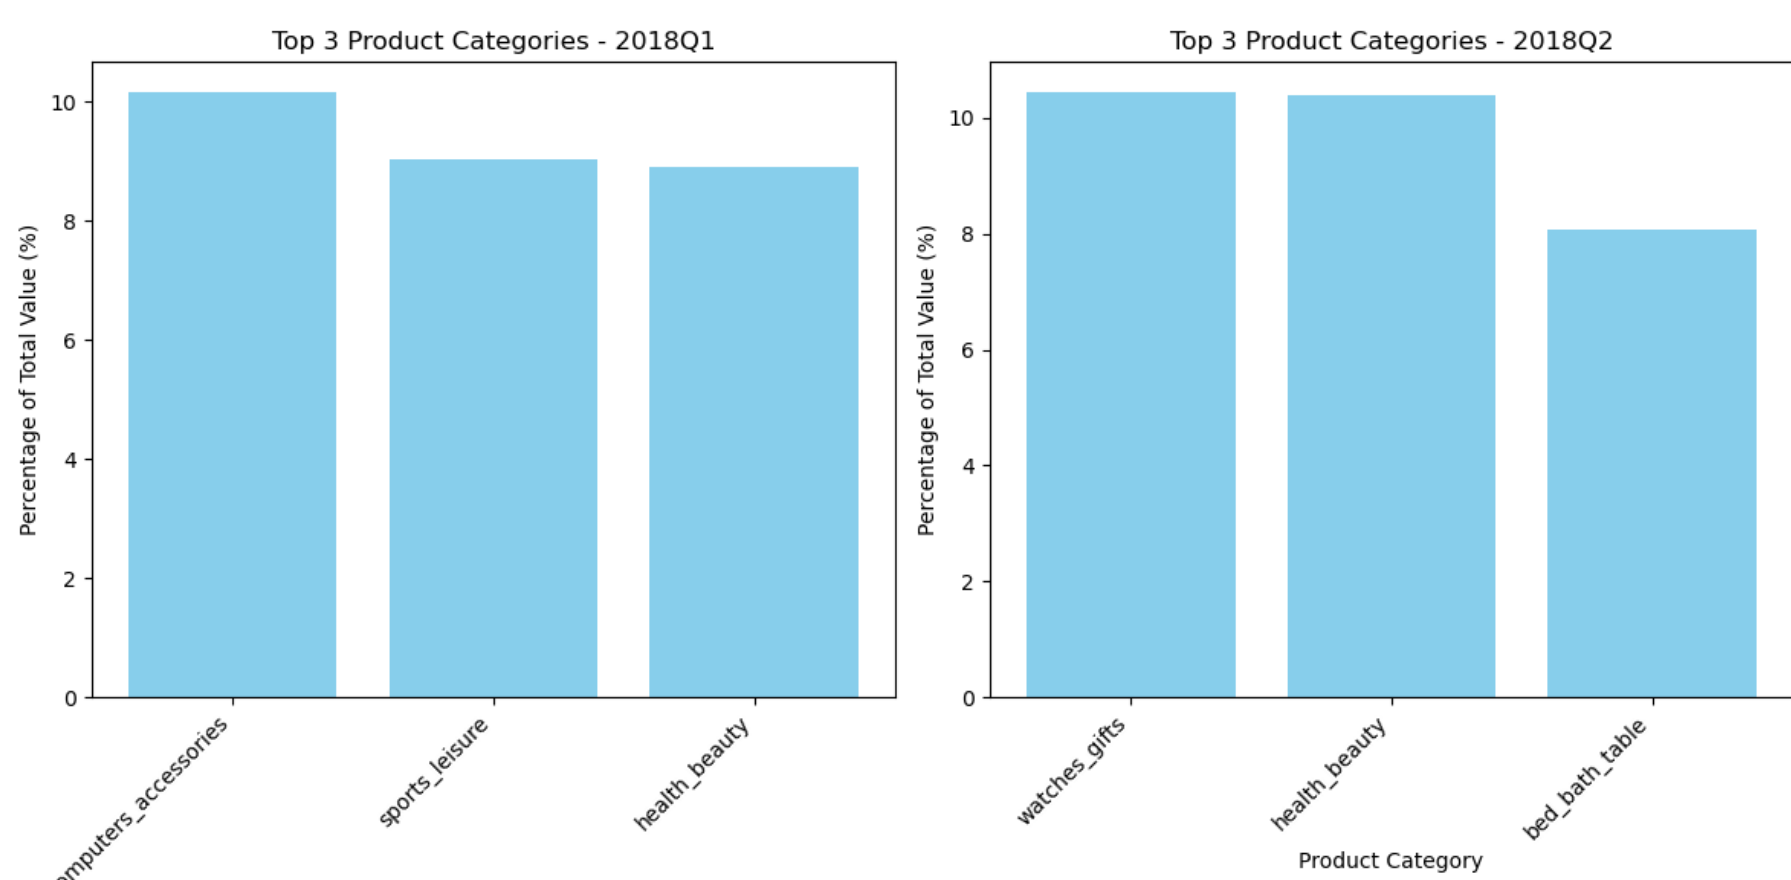 Top 3 Product Categories - 2018Q1
Percentage of Total Value (%)
10
8
6
4
2
0
sports_leisure
health_beauty
Top 3 Product Categories - 2018Q2
Percentage of Total Value (%)
10
8
6
4
2
0
watches_gifts
health_beauty
bed_bath_table
Product Category